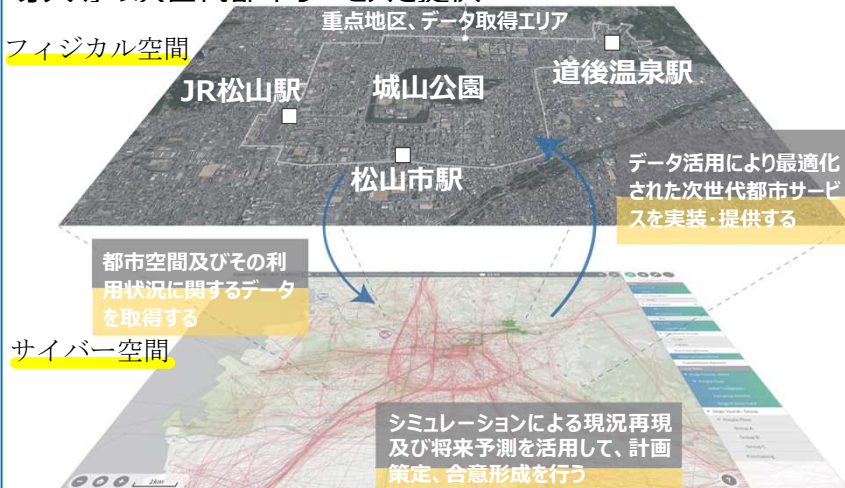 重点地区、データ取得エリア
フィジカル空間
道後温泉駅
JR松山駅
城山公園
松山市駅
データ活用により最適化
された次世代都市サービ
スを実装・提供する
都市空間及びその利
用状況に関するデータ
を取得する
サイバー空間
シミュレーションによる現況再現
及び将来予測を活用して、計画
策定、合意形成を行う
1km